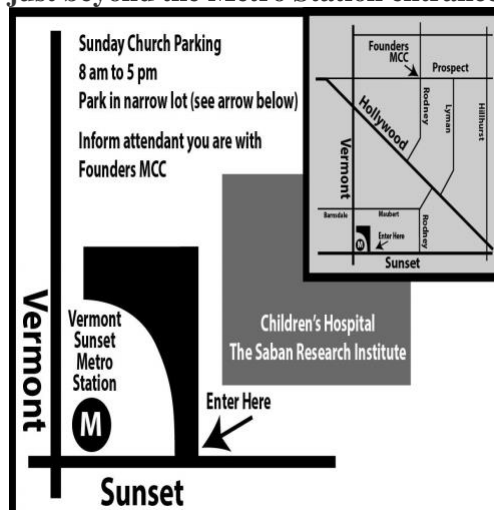 just beyond the Metro Station entrance
Sunday Church Parking
8 am to 5 pm
Park in narrow lot (see arrow below)
Inform attendant you are with
Founders MCC
Founders
MCC
Prospect
Rodney
Lyman
Hillhurst
Hollywood
Vermont
Barnsdale
Maubert
Rodney
Enter Here
M
Sunset
Vermont
Vermont
Sunset
Metro
Station
M
Children's Hospital
The Saban Research Institute
Enter Here
Sunset